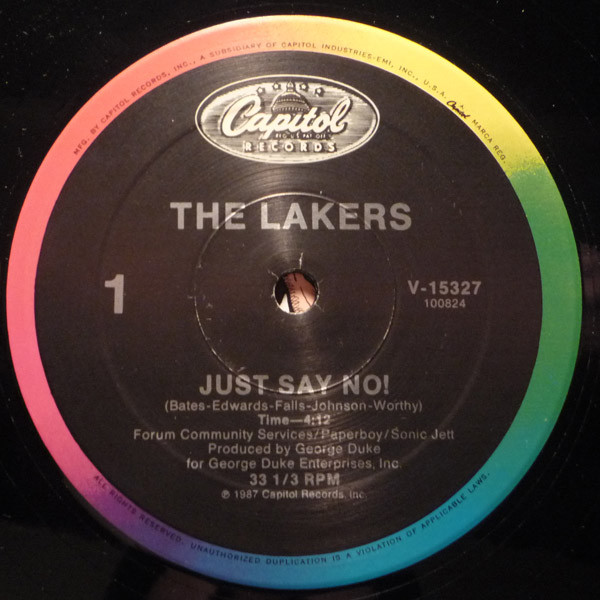 MFG. BY CAPITOL RECORDS, INC., A SUBSIDIARY OF CAPITOL INDUSTRIES-EMI, INC., U.S.A. Capitol MARCA REG.
Capitol
RECORDS
THE LAKERS
1
V-15327
100824
JUST SAY NO!
(Bates-Edwards-Falls-Johnson-Worthy)
Time—4:12
Forum Community Services/Paperboy/Sonic Jett
Produced by George Duke
for George Duke Enterprises, Inc.
33 1/3 RPM
℗ 1987 Capitol Records, Inc.
ALL RIGHTS RESERVED. UNAUTHORIZED DUPLICATION IS A VIOLATION OF APPLICABLE LAWS.